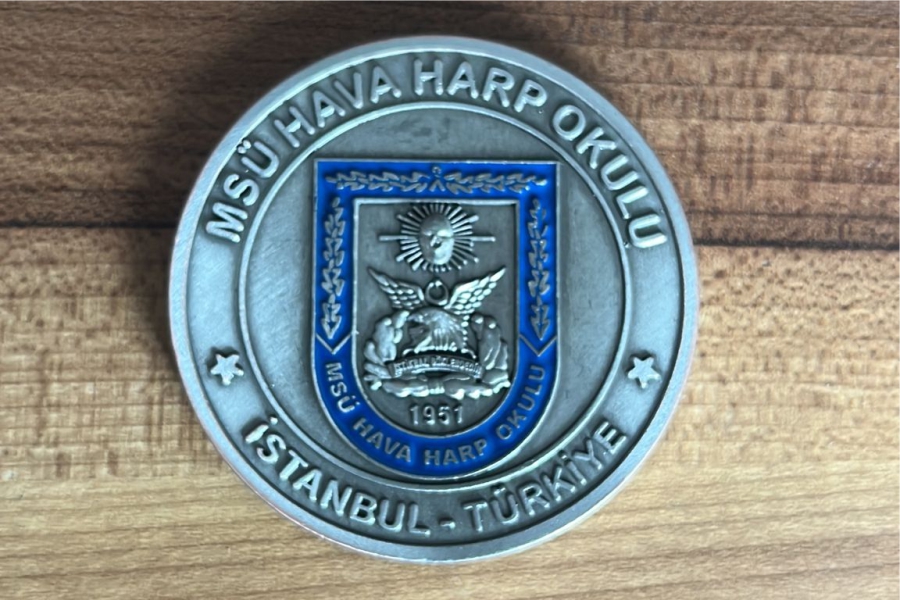 MSÜ HAVA HARP OKULU
1951
MSÜ HAVA HARP OKULU
İSTANBUL - TÜRKİYE